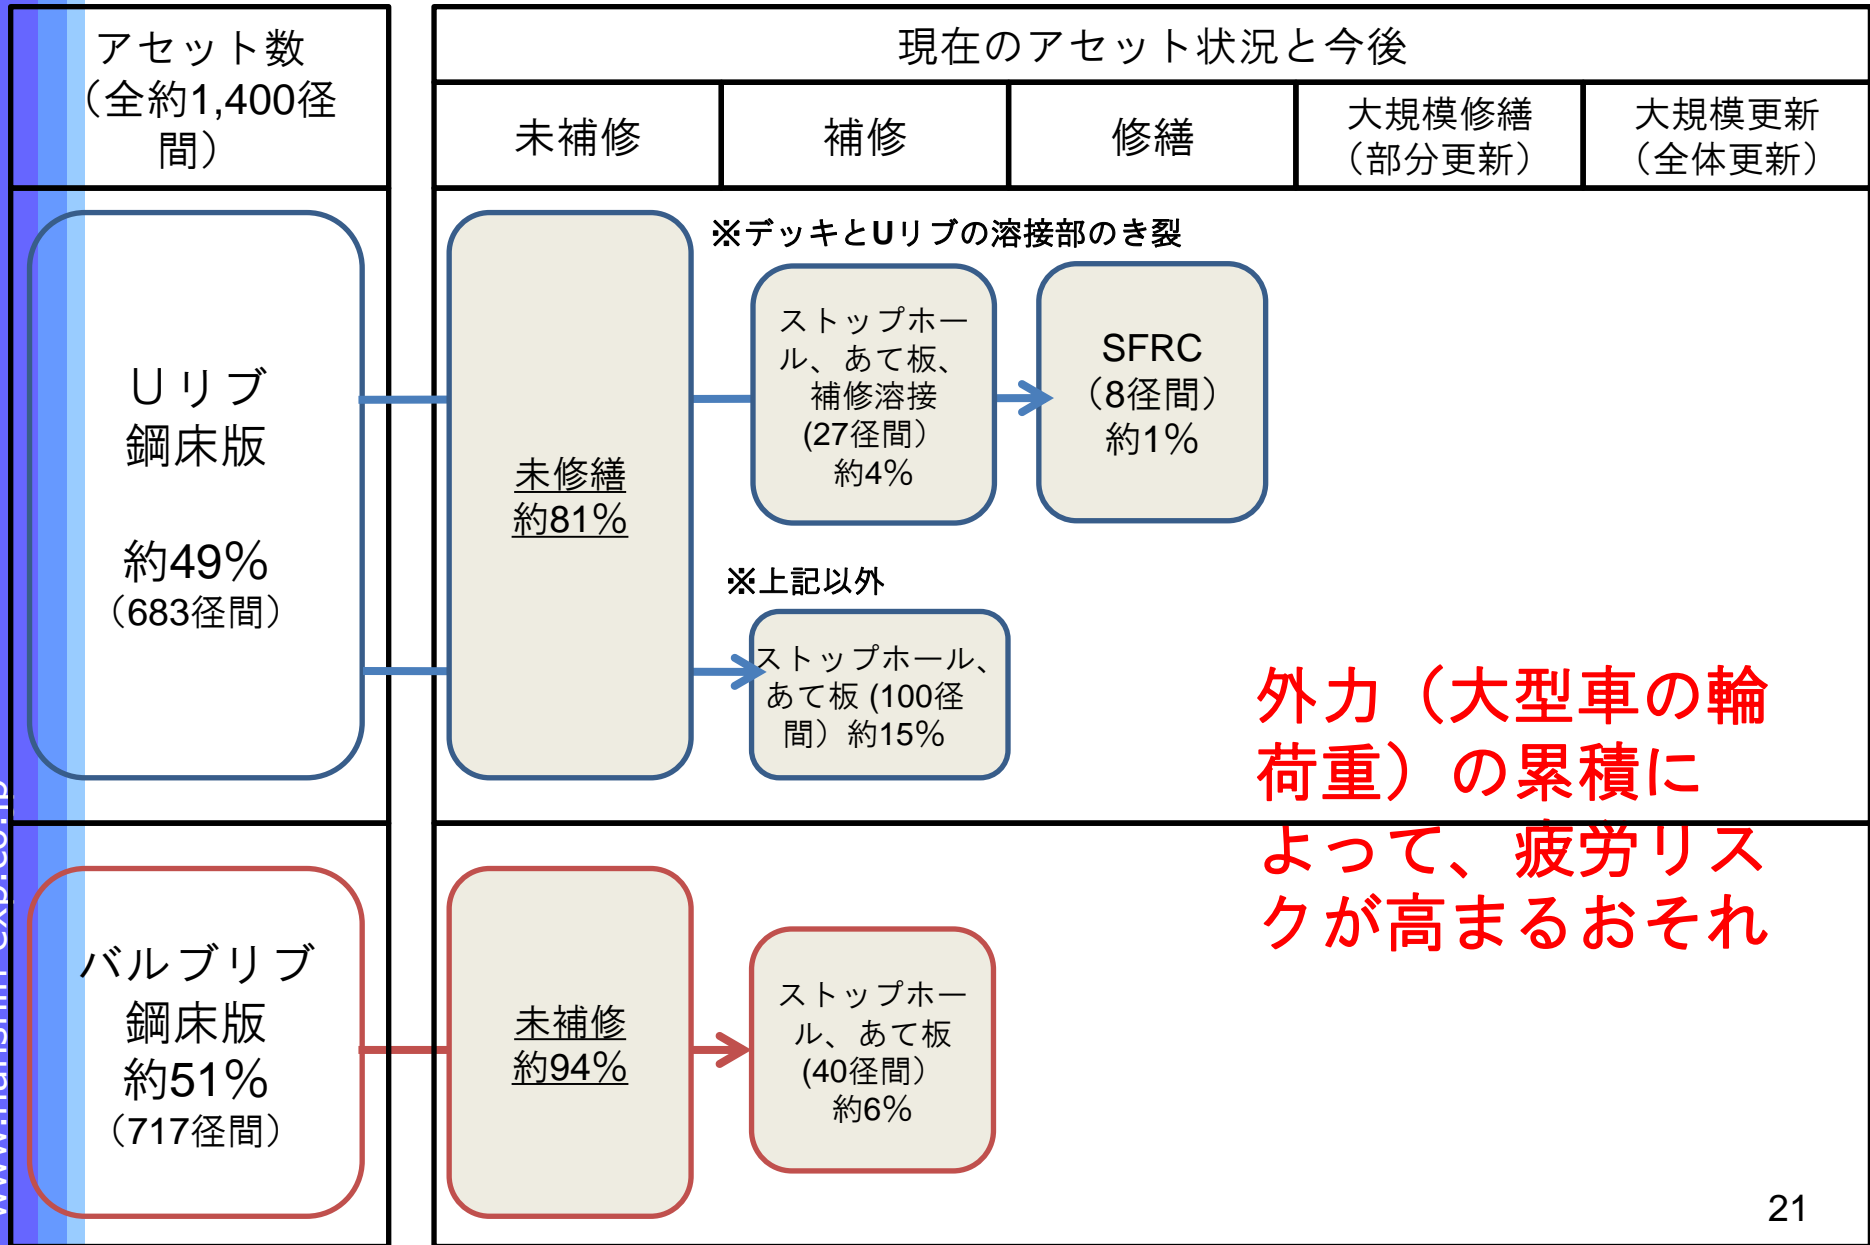 アセット数
（全約1,400径
間）
現在のアセット状況と今後
未補修
補修
修繕
大規模修繕
（部分更新）
大規模更新
（全体更新）
Ｕリブ
鋼床版
約49％
（683径間）
未修繕
約81％
※デッキとUリブの溶接部のき裂
ストップホー
ル、あて板、
補修溶接
(27径間）
約4％
SFRC
（8径間）
約1％
※上記以外
ストップホール、
あて板 (100径
間）約15％
外力（大型車の輪
荷重）の累積に
よって、疲労リス
クが高まるおそれ
バルブリブ
鋼床版
約51％
（717径間）
未補修
約94％
ストップホー
ル、あて板
(40径間）
約6％
21